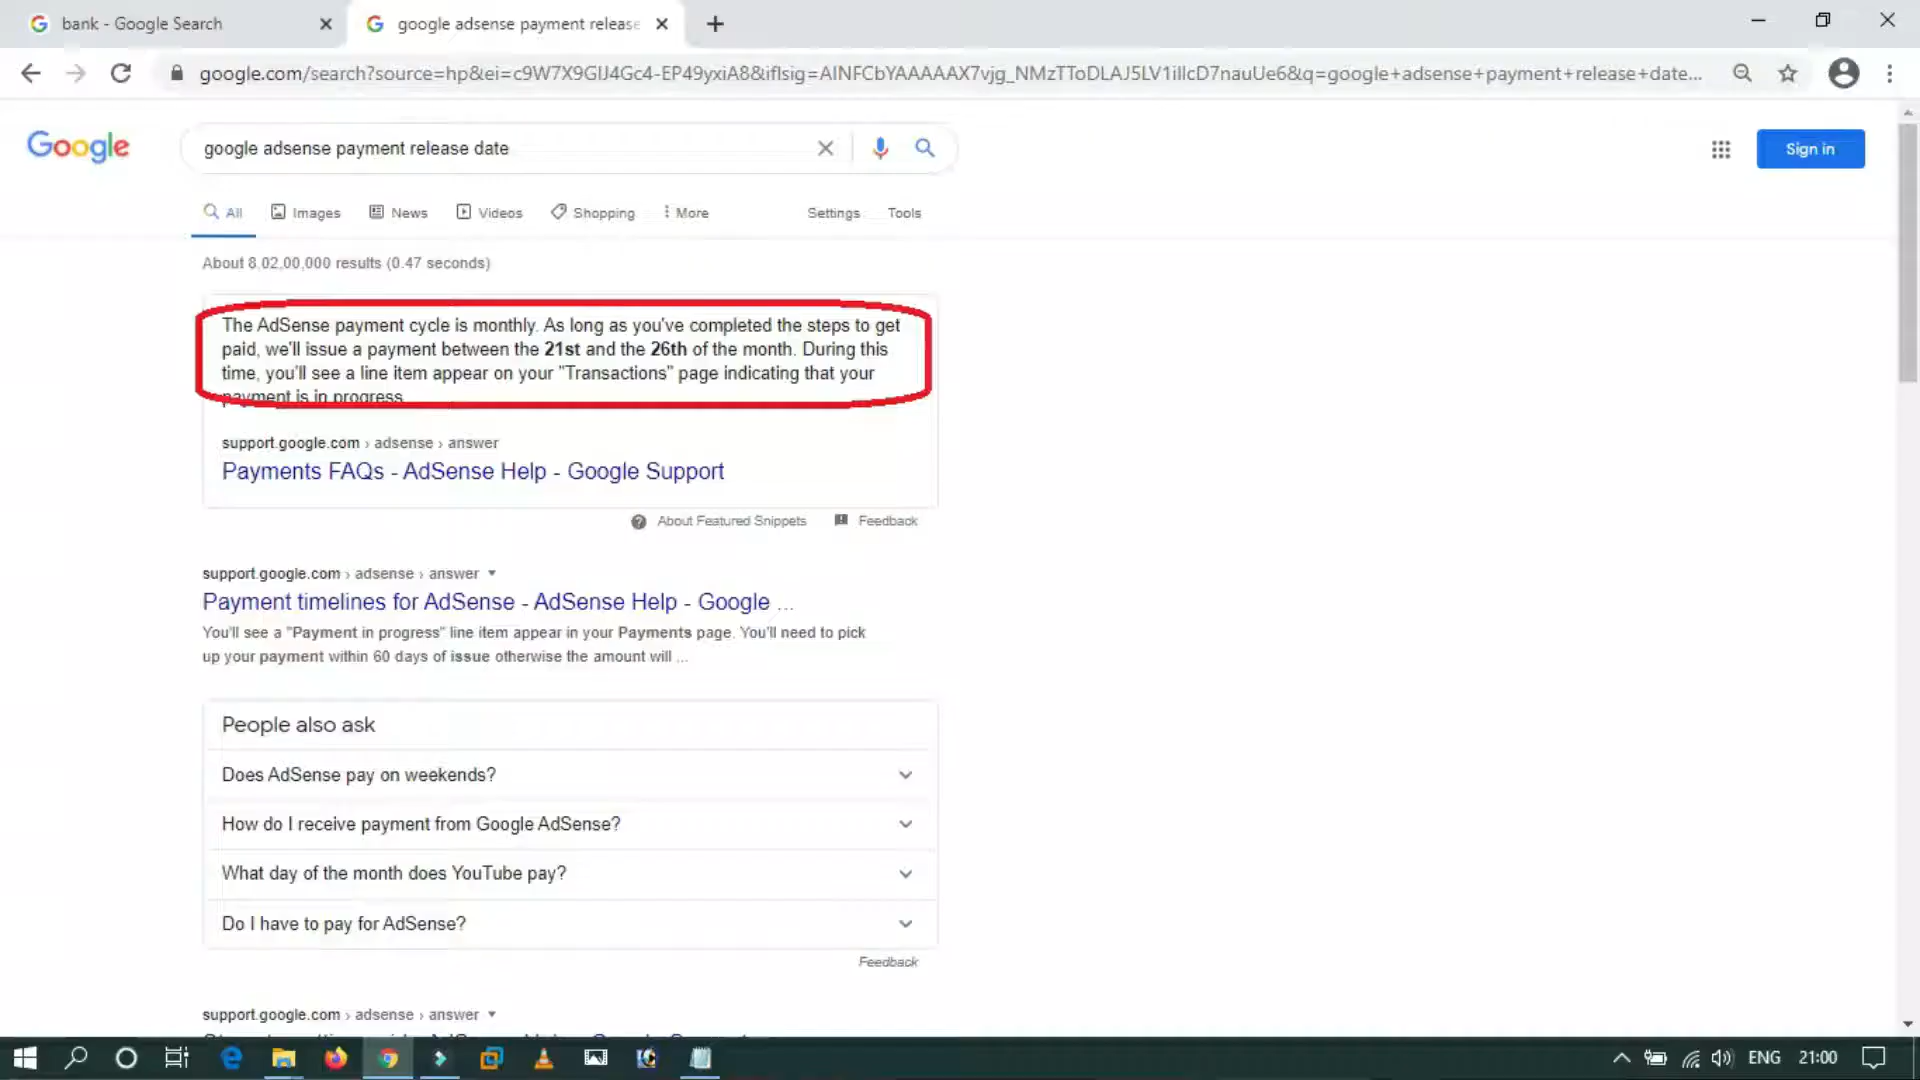 bank - Google Search
google adsense payment release
google.com/search?source=hp&ei=c9W7X9GIJ4Gc4-EP49yxiA8&iflsig=AINFCbYAAAAAX7vjg_NMzTToDLAJ5LV1illcD7nauUe6&q=google+adsense+payment+release+date...
Google
google adsense payment release date
Sign in
All Images News Videos Shopping More Settings Tools
About 8,02,00,000 results (0.47 seconds)
The AdSense payment cycle is monthly. As long as you've completed the steps to get
paid, we'll issue a payment between the 21st and the 26th of the month. During this
time, you'll see a line item appear on your "Transactions" page indicating that your
payment is in progress.
support.google.com › adsense › answer
Payments FAQs - AdSense Help - Google Support
About Featured Snippets Feedback
support.google.com › adsense › answer
Payment timelines for AdSense - AdSense Help - Google ...
You'll see a "Payment in progress" line item appear in your Payments page. You'll need to pick
up your payment within 60 days of issue otherwise the amount will ...
People also ask
Does AdSense pay on weekends?
How do I receive payment from Google AdSense?
What day of the month does YouTube pay?
Do I have to pay for AdSense?
Feedback
support.google.com › adsense › answer
ENG 21:00